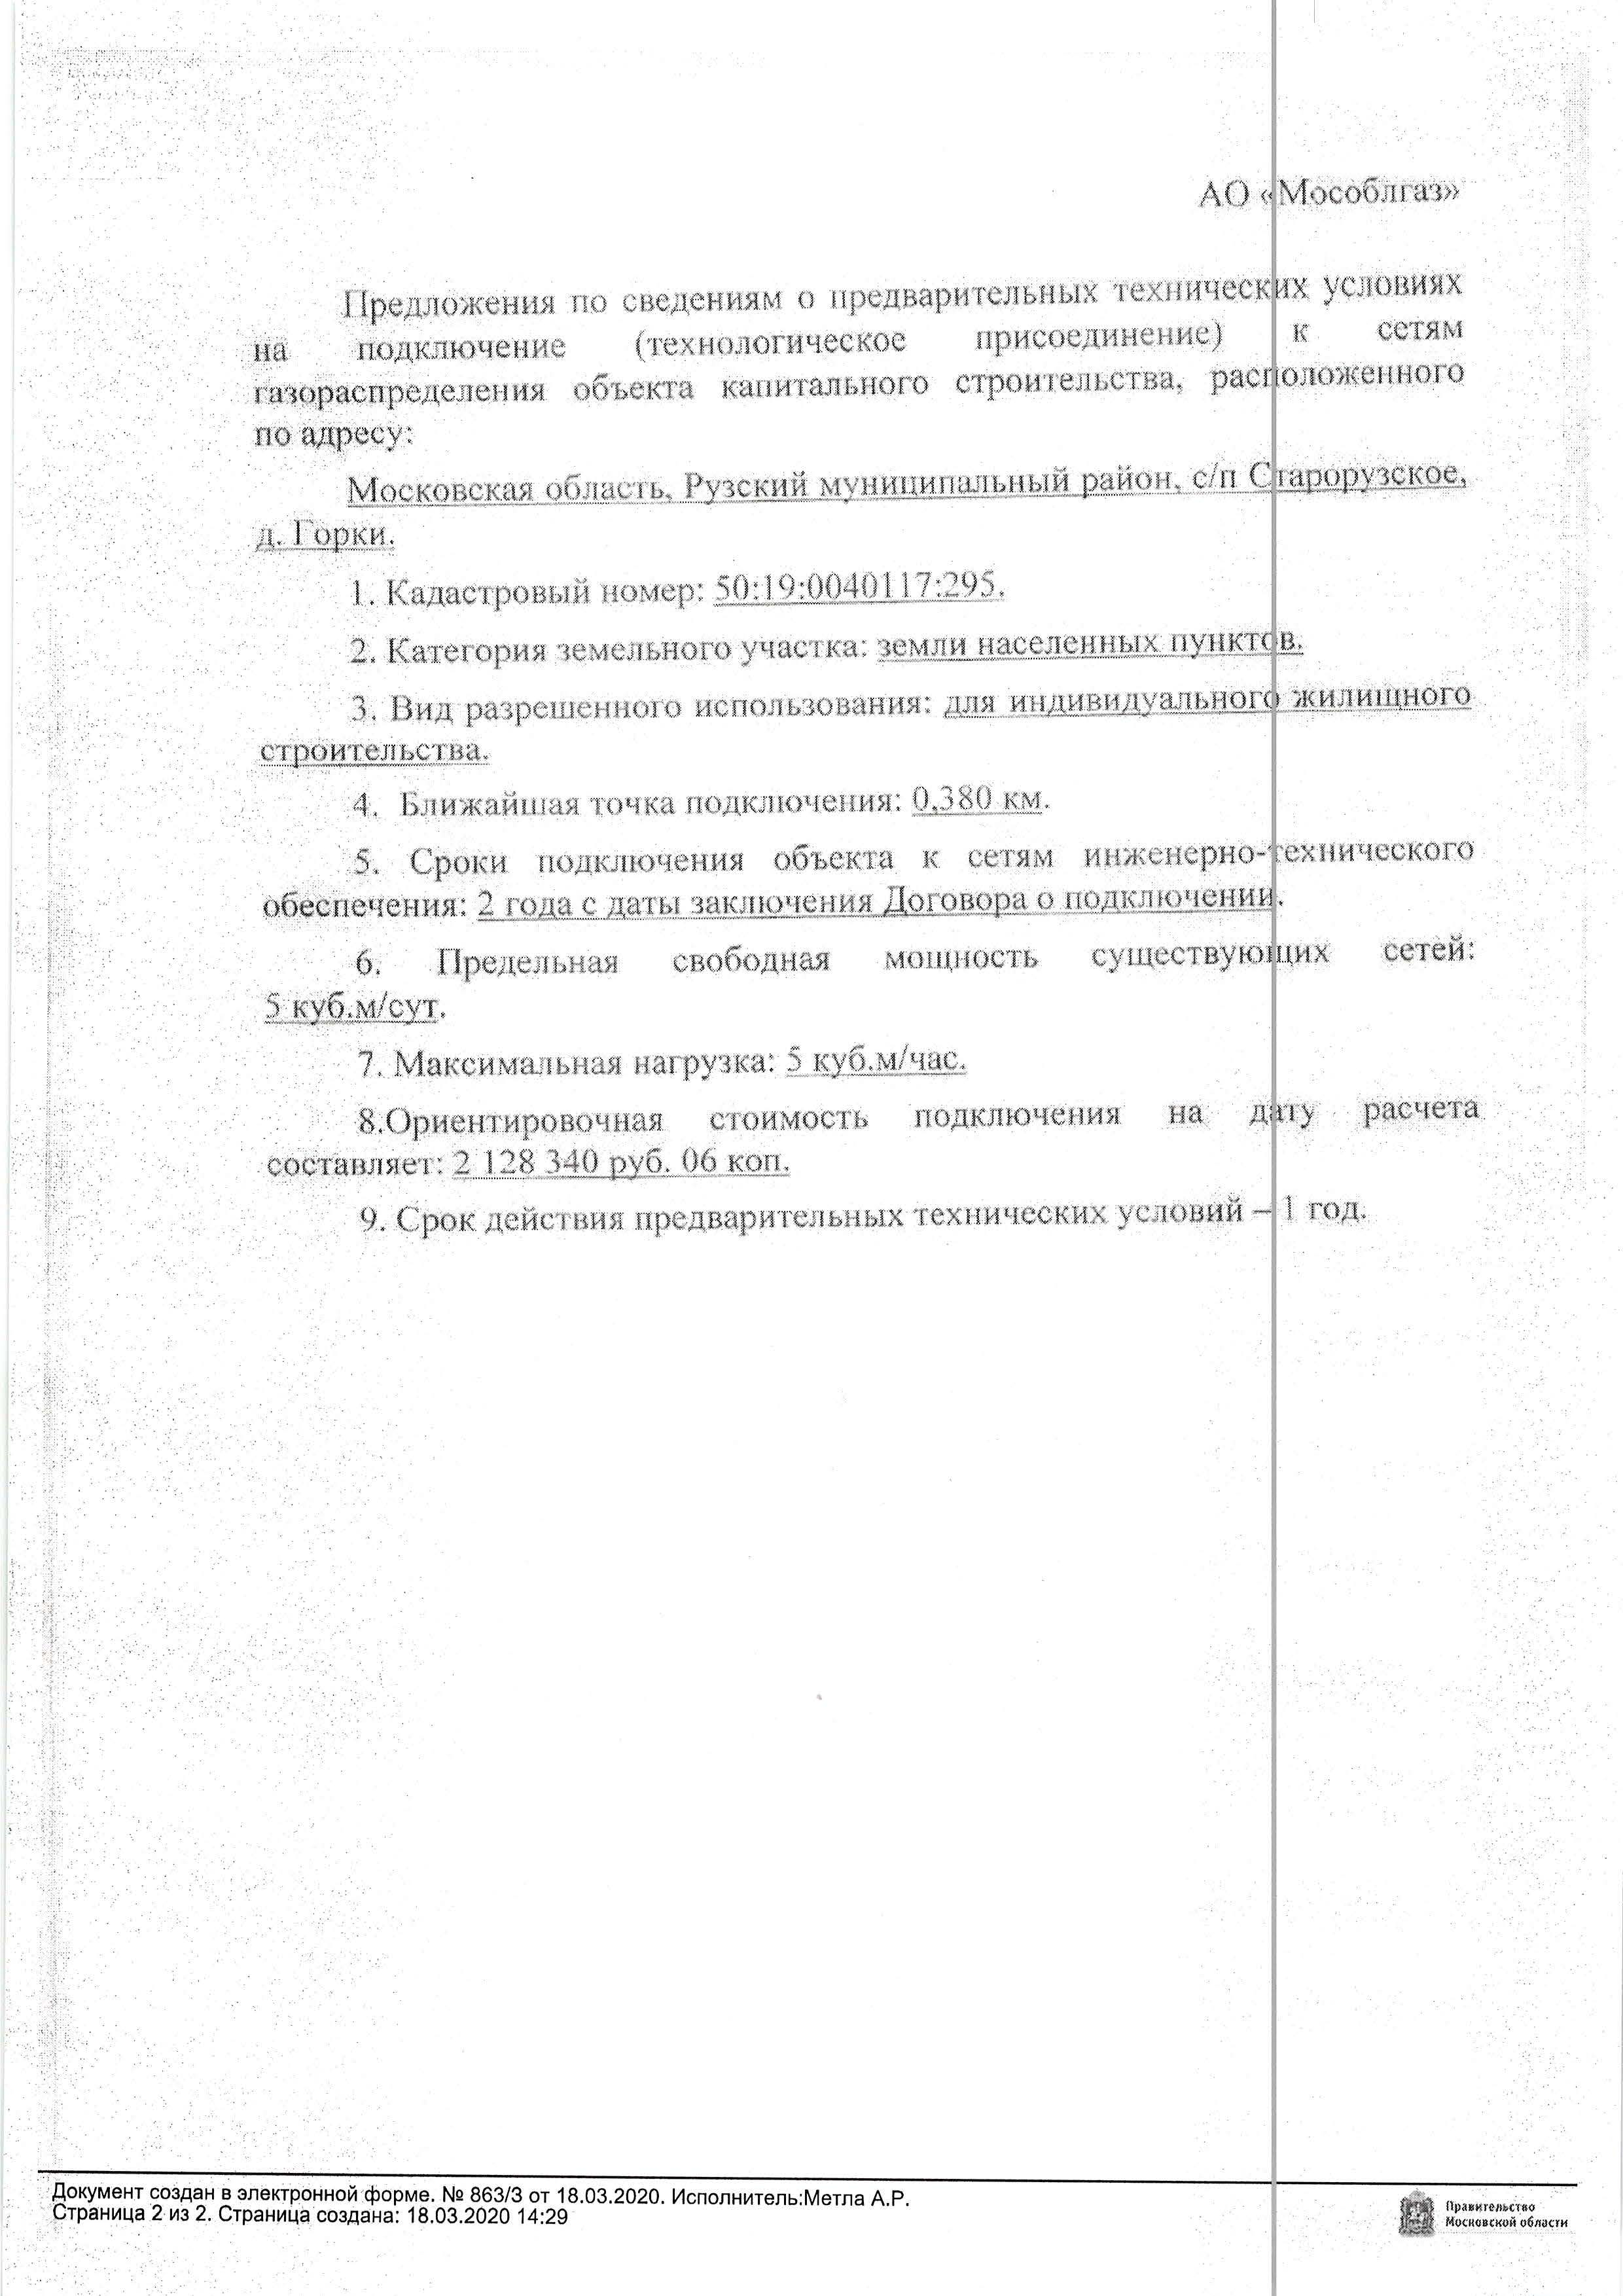 АО «Мособлгаз»
Предложения по сведениям о предварительных технических условиях
на подключение (технологическое присоединение) к сетям
газораспределения объекта капитального строительства, расположенного
по адресу:
Московская область, Рузский муниципальный район, с/п Старорузское,
д. Горки.
1. Кадастровый номер: 50:19:0040117:295.
2. Категория земельного участка: земли населенных пунктов.
3. Вид разрешенного использования: для индивидуального жилищного
строительства.
4. Ближайшая точка подключения: 0,380 км.
5. Сроки подключения объекта к сетям инженерно-технического
обеспечения: 2 года с даты заключения Договора о подключении.
6. Предельная свободная мощность существующих сетей:
5 куб.м/сут.
7. Максимальная нагрузка: 5 куб.м/час.
8.Ориентировочная стоимость подключения на дату расчета
составляет: 2 128 340 руб. 06 коп.
9. Срок действия предварительных технических условий – 1 год.
Документ создан в электронной форме. № 863/3 от 18.03.2020. Исполнитель:Метла А.Р.
Страница 2 из 2. Страница создана: 18.03.2020 14:29
Правительство
Московской области